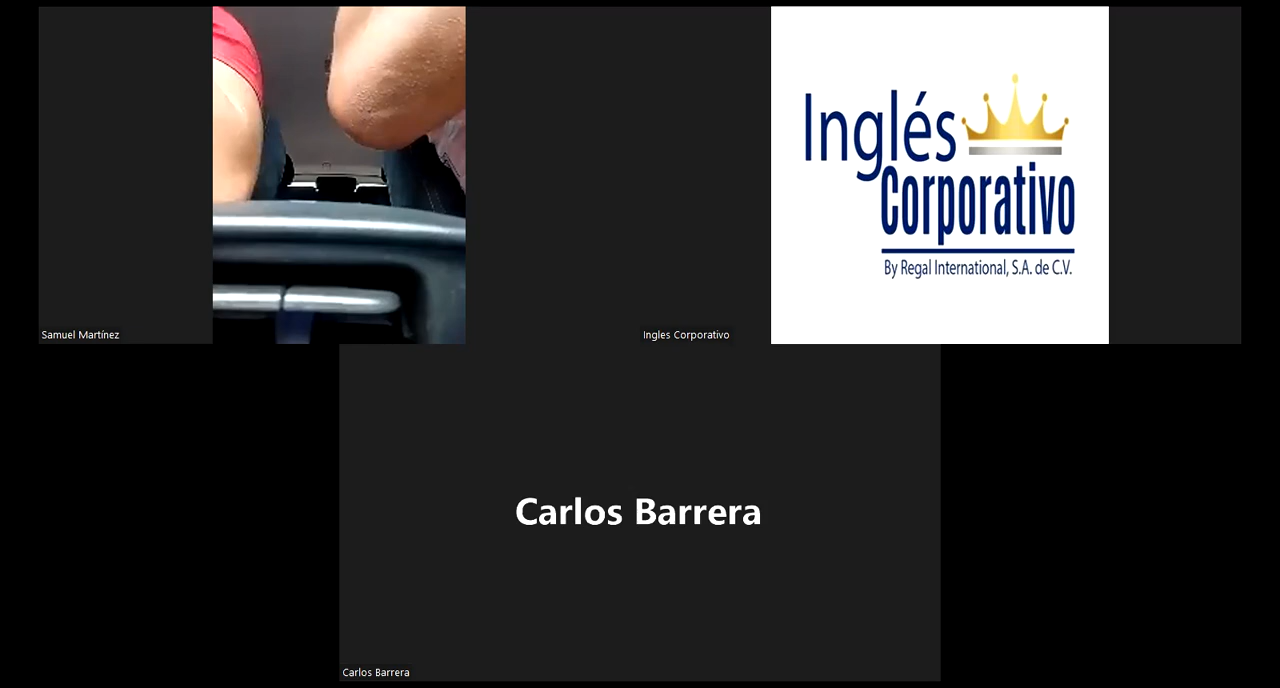 Inglés
Corporativo
By Regal International, S.A. de C.V.
Samuel Martínez
Ingles Corporativo
Carlos Barrera
Carlos Barrera